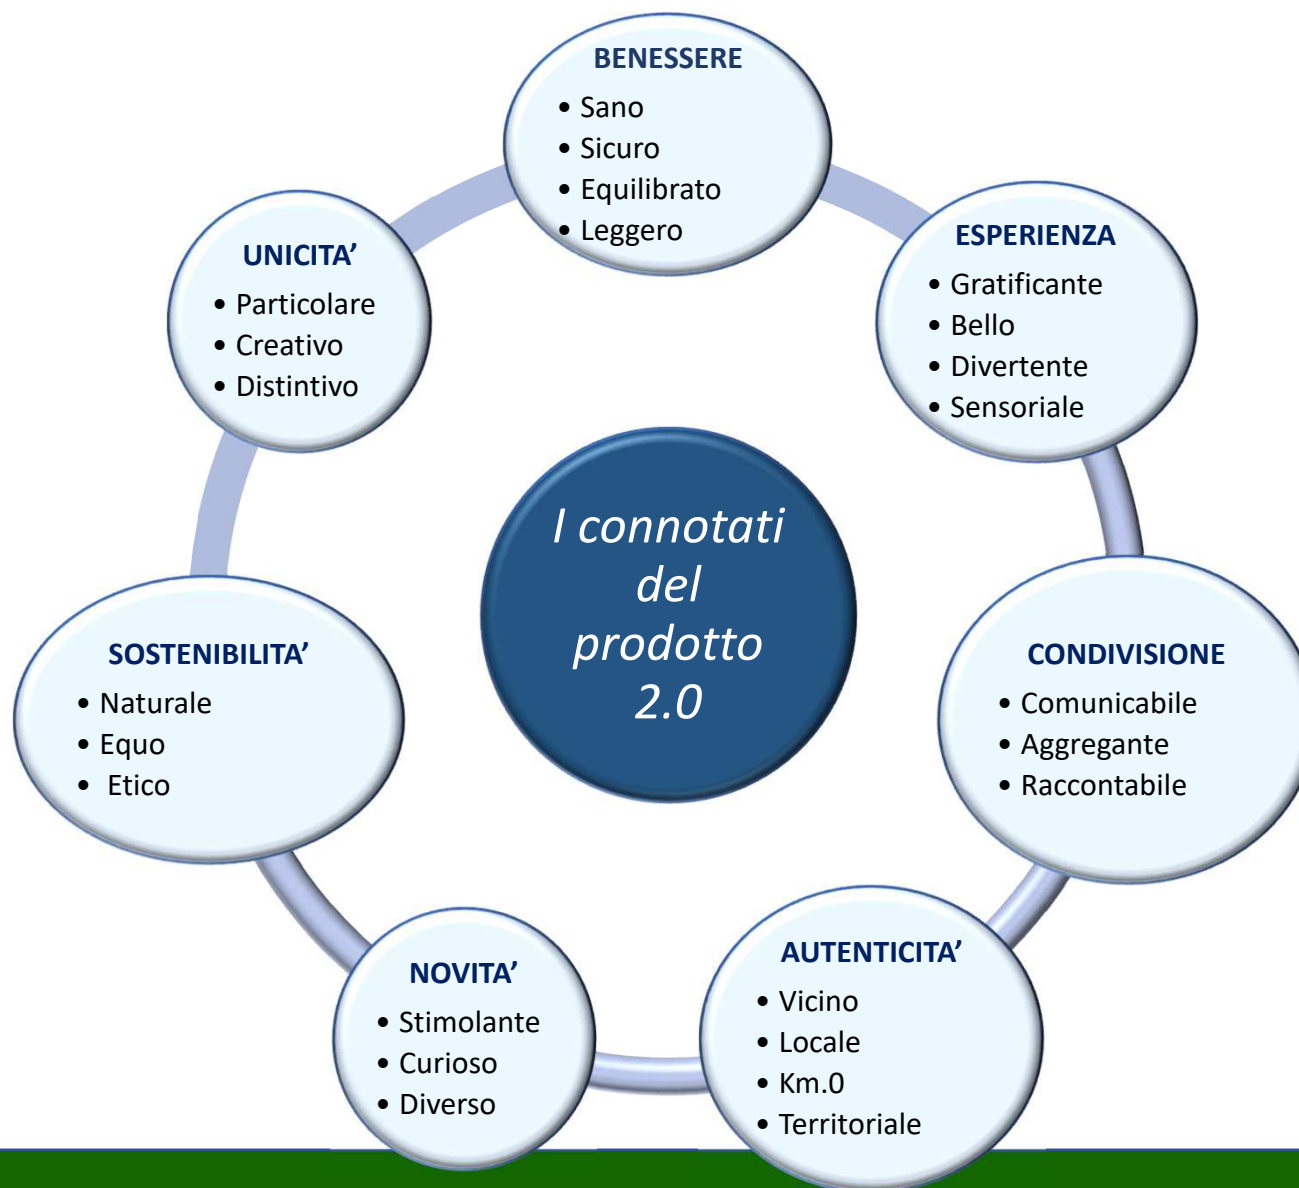 BENESSERE
• Sano
• Sicuro
• Equilibrato
• Leggero
ESPERIENZA
• Gratificante
• Bello
• Divertente
• Sensoriale
CONDIVISIONE
• Comunicabile
• Aggregante
• Raccontabile
AUTENTICITA’
• Vicino
• Locale
• Km.0
• Territoriale
NOVITA’
• Stimolante
• Curioso
• Diverso
SOSTENIBILITA’
• Naturale
• Equo
• Etico
UNICITA’
• Particolare
• Creativo
• Distintivo
I connotati
del
prodotto
2.0